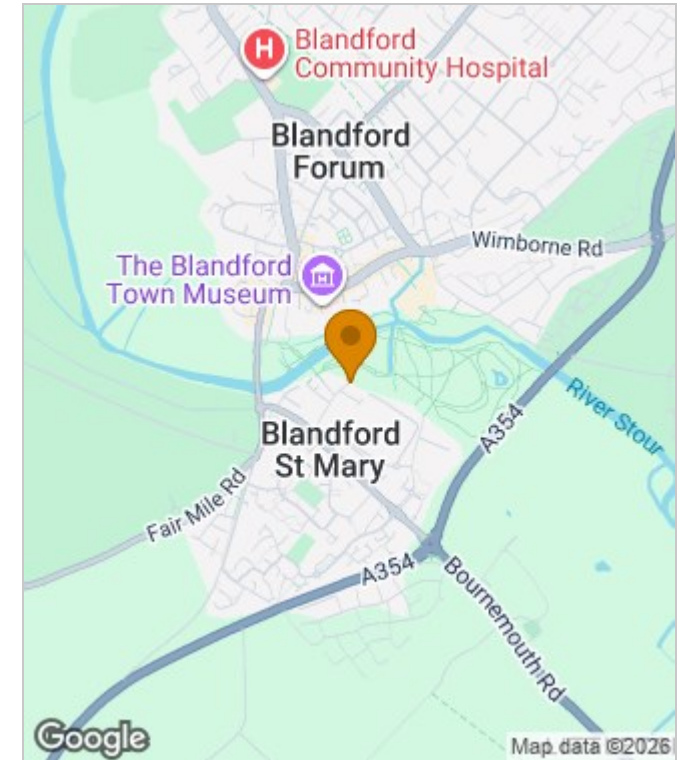 H
Blandford
Community Hospital
Blandford
Forum
Wimborne Rd
The Blandford
Town Museum
River Stour
A354
Blandford
St Mary
Fair Mile Rd
A354
Bournemouth Rd
Google
Map data ©2026